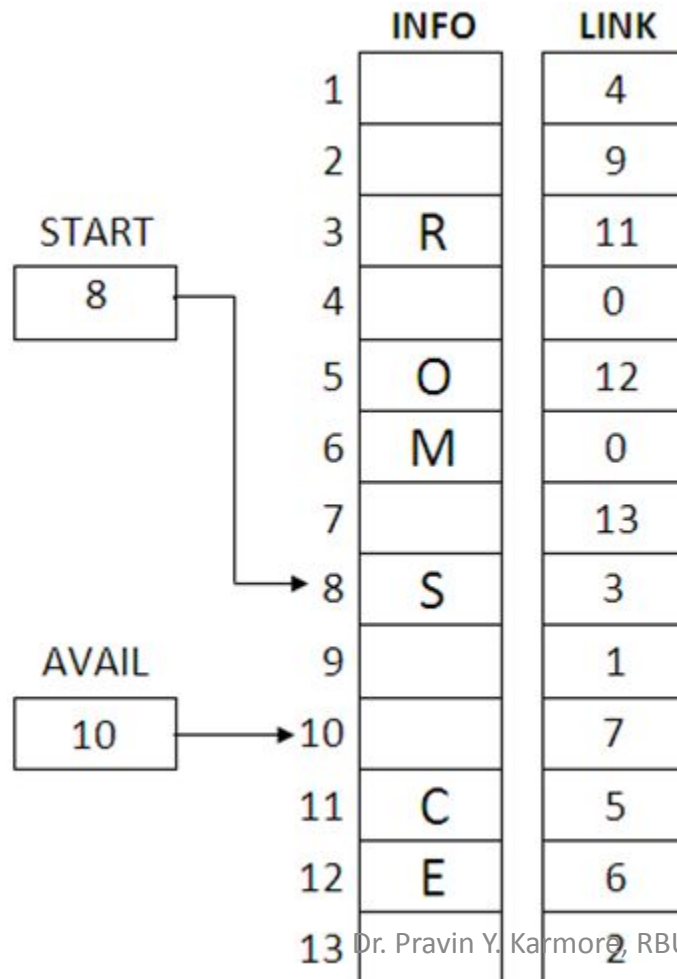 INFO LINK
1 4
2 9
START 3 R 11
8 4 0
5 O 12
6 M 0
7 13
8 S 3
AVAIL 9 1
10 10 7
11 C 5
12 E 6
13 2
Dr. Pravin Y. Karmore, RBU